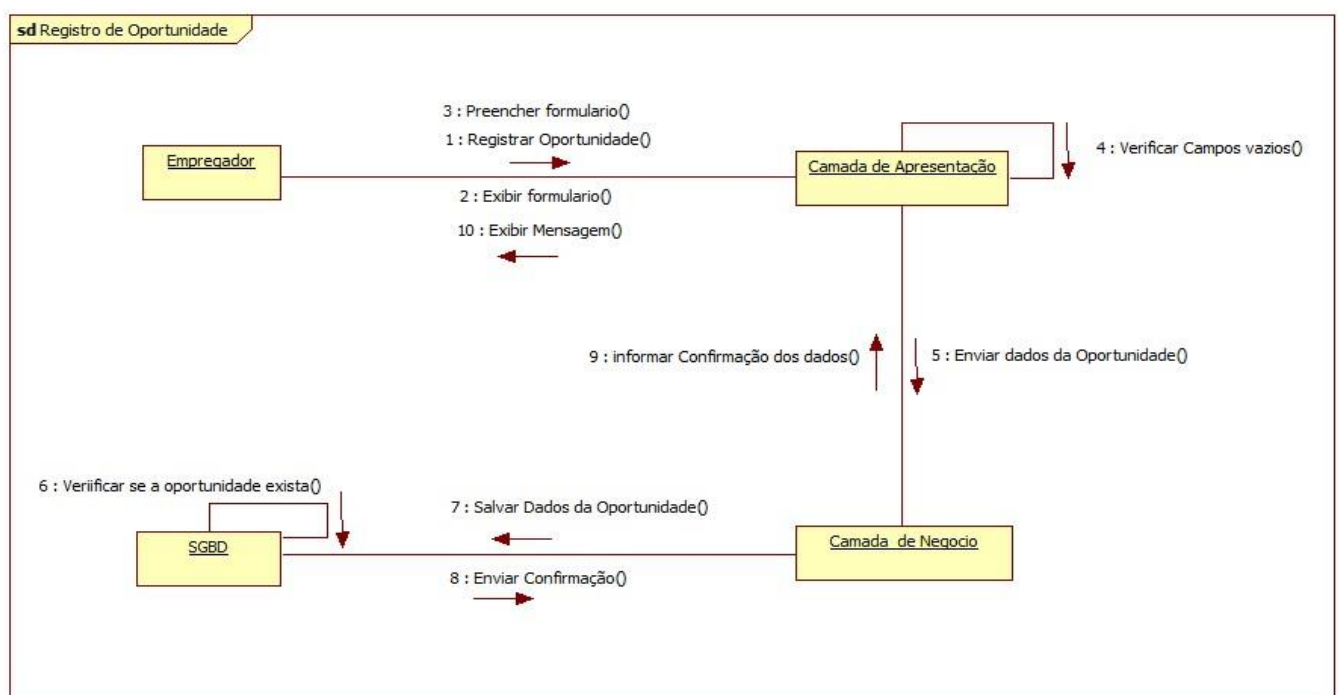 sd Registro de Oportunidade
3 : Preencher formulario()
1 : Registrar Oportunidade()
Empregador
Camada de Apresentação
4 : Verificar Campos vazios()
2 : Exibir formulario()
10 : Exibir Mensagem()
9 : informar Confirmação dos dados()
5 : Enviar dados da Oportunidade()
6 : Veriificar se a oportunidade exista()
7 : Salvar Dados da Oportunidade()
SGBD
Camada de Negocio
8 : Enviar Confirmação()